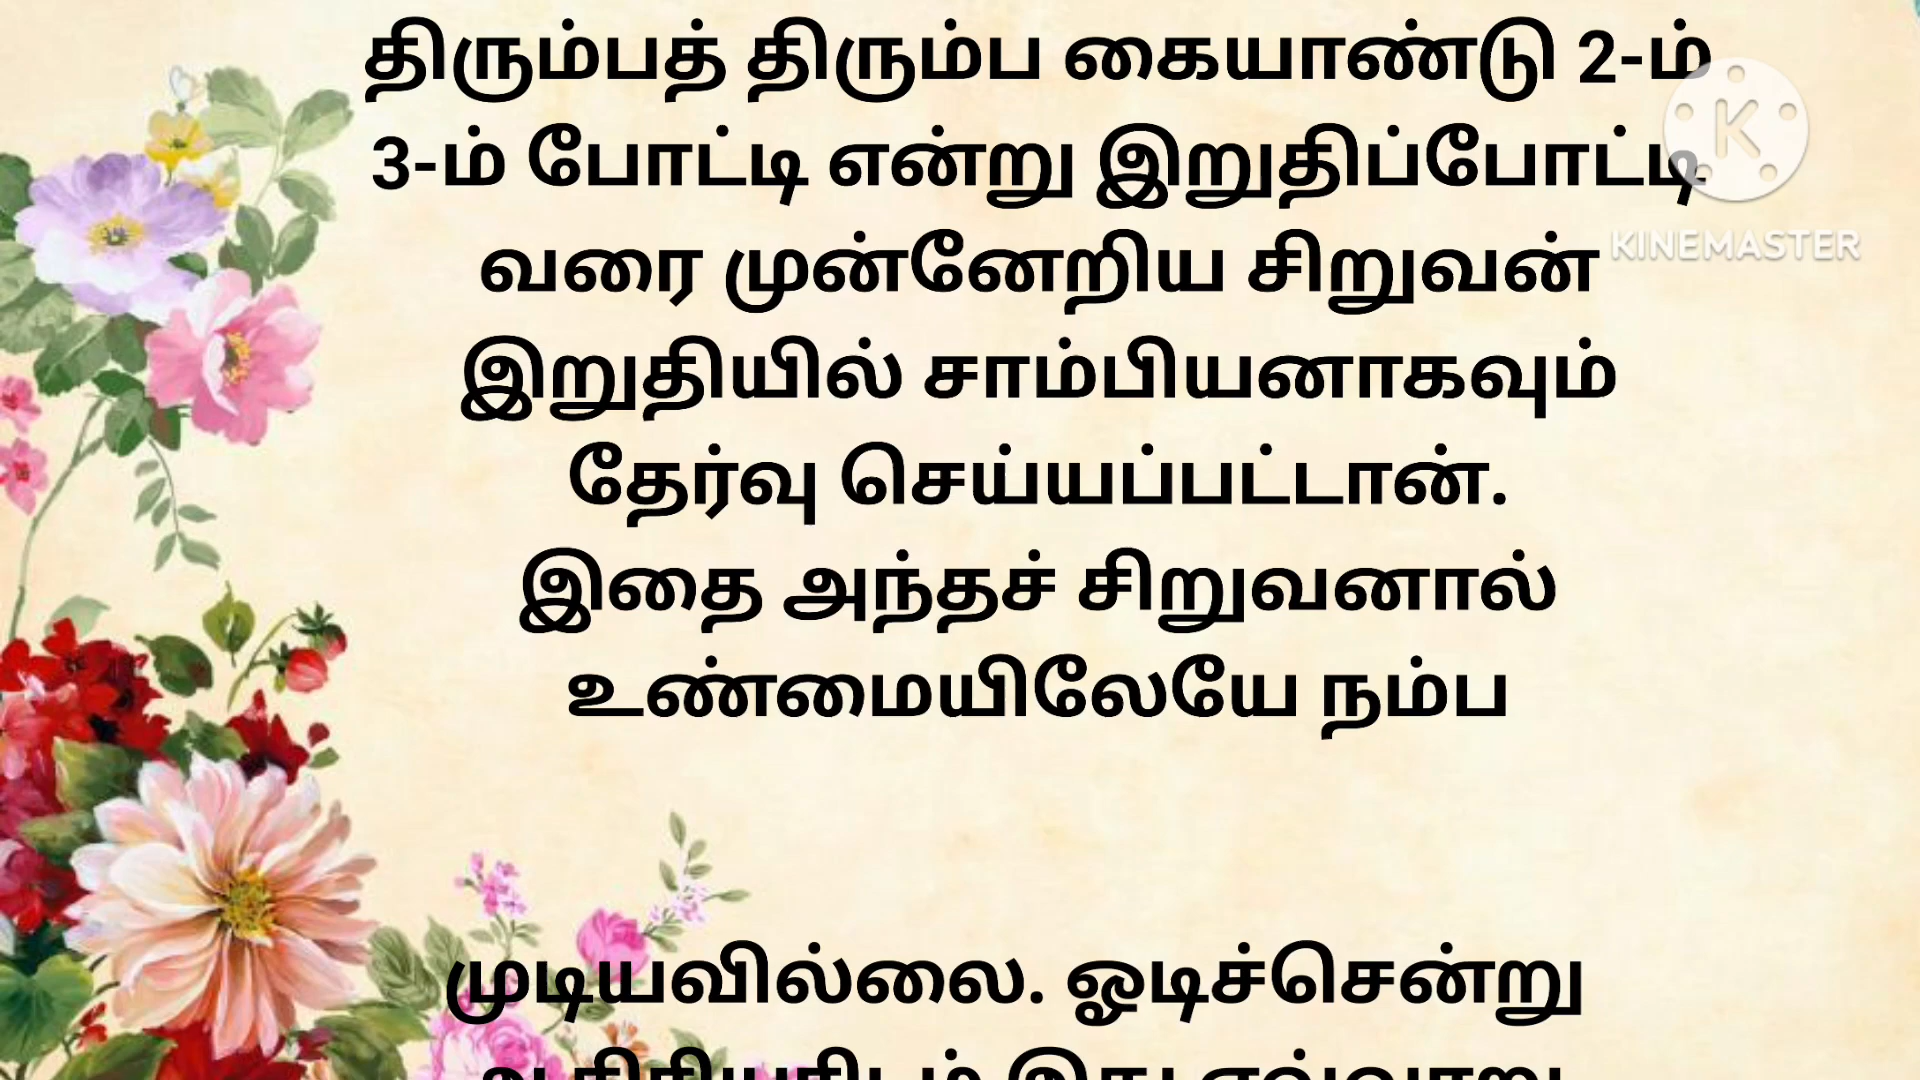 திரும்பத் திரும்ப கையாண்டு 2-ம்
3-ம் போட்டி என்று இறுதிப்போட்டி
வரை முன்னேறிய சிறுவன்
இறுதியில் சாம்பியனாகவும்
தேர்வு செய்யப்பட்டான்.
இதை அந்தச் சிறுவனால்
உண்மையிலேயே நம்ப
முடியவில்லை. ஓடிச்சென்று
K
KINEMASTER